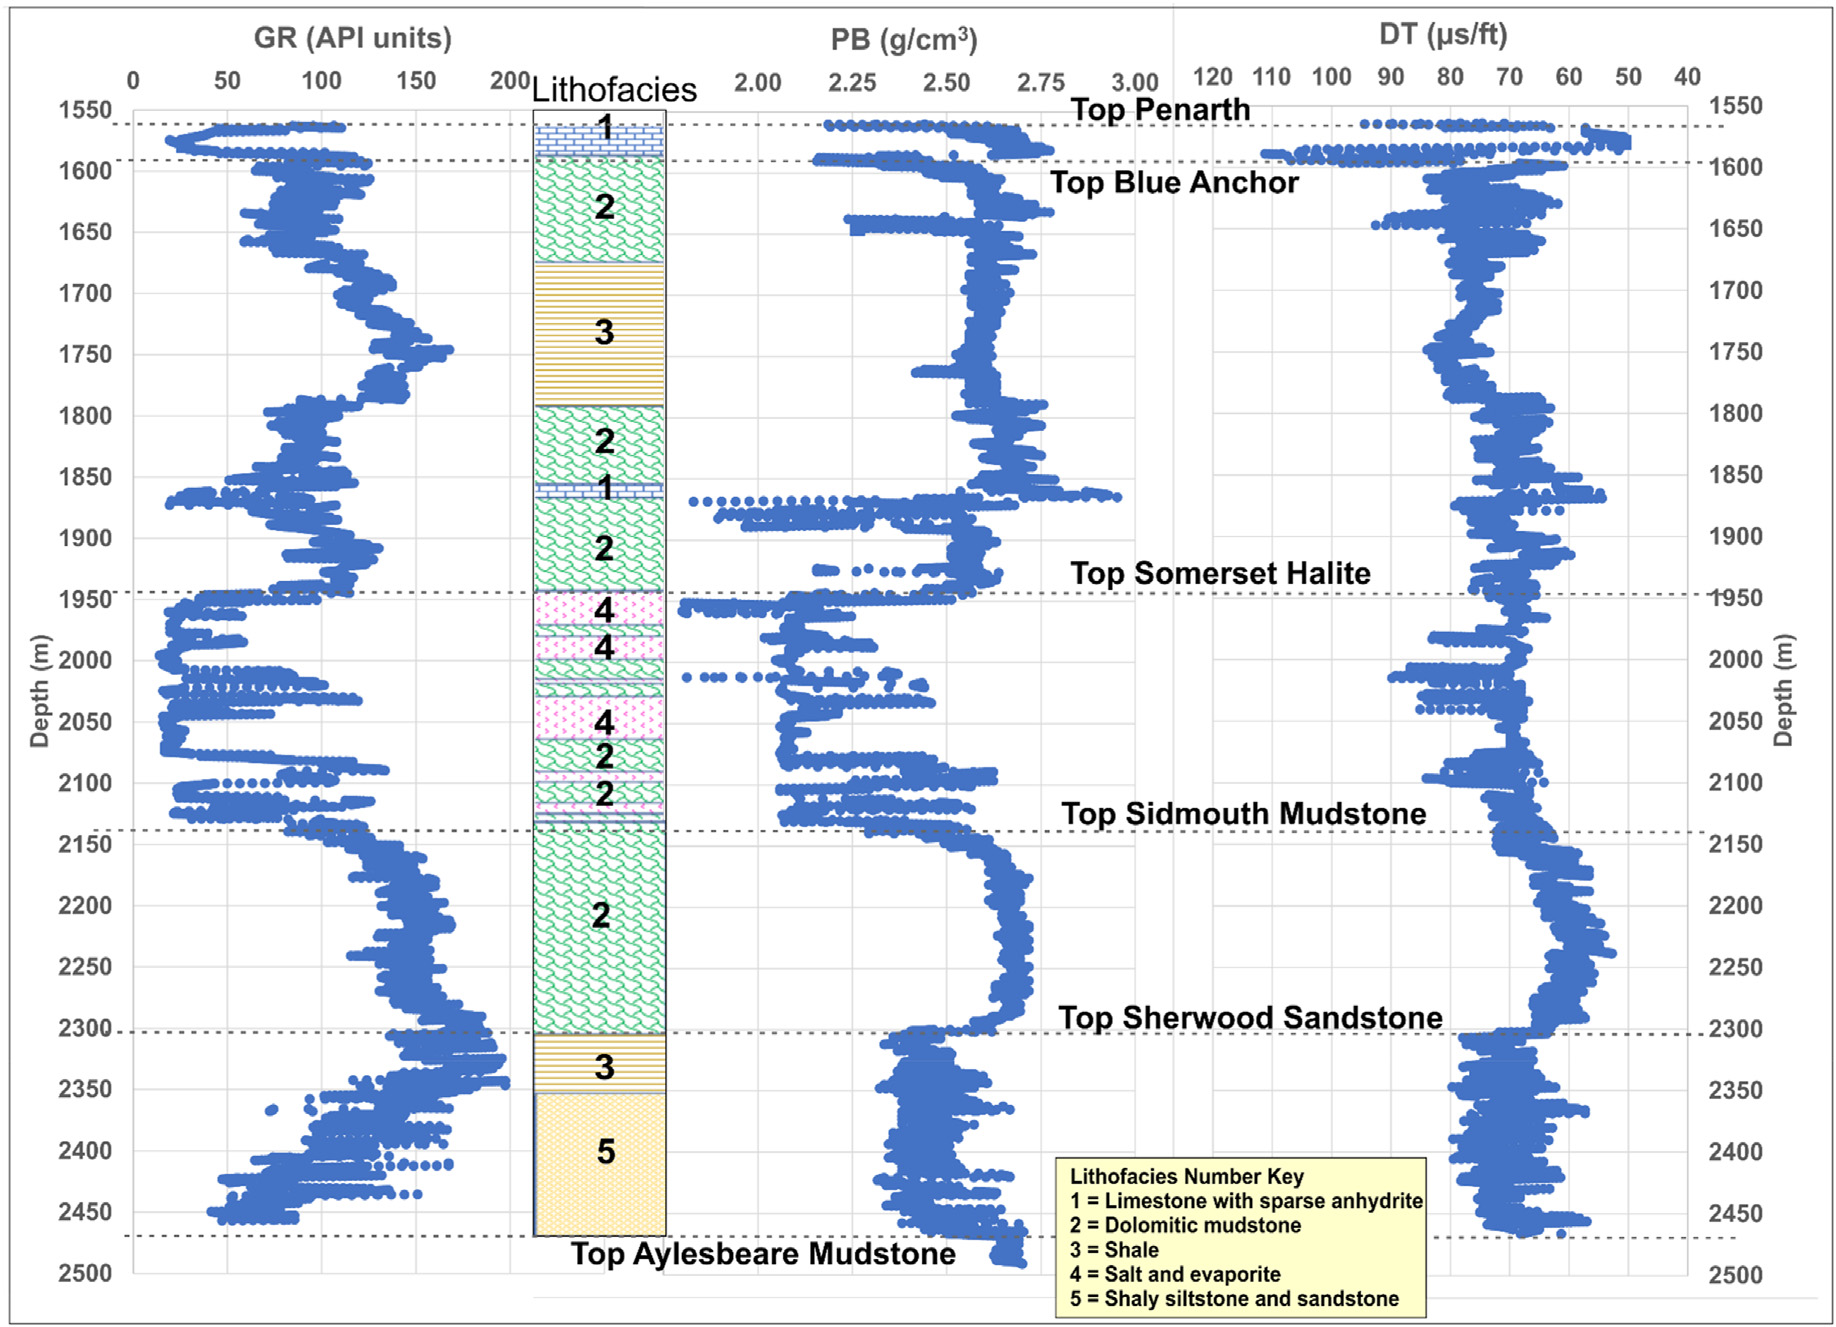 GR (API units)
PB (g/cm³)
DT (μs/ft)
0 50 100 150 200
Lithofacies
2.00 2.25 2.50 2.75 3.00
120 110 100 90 80 70 60 50 40
1550
1600
1650
1700
1750
1800
1850
1900
1950
2000
2050
2100
2150
2200
2250
2300
2350
2400
2450
2500
Depth (m)
1
2
3
2
1
2
4
4
4
2
2
2
3
5
Top Penarth
Top Blue Anchor
Top Somerset Halite
Top Sidmouth Mudstone
Top Sherwood Sandstone
Top Aylesbeare Mudstone
1550
1600
1650
1700
1750
1800
1850
1900
1950
2000
2050
2100
2150
2200
2250
2300
2350
2400
2450
2500
Depth (m)
Lithofacies Number Key
1 = Limestone with sparse anhydrite
2 = Dolomitic mudstone
3 = Shale
4 = Salt and evaporite
5 = Shaly siltstone and sandstone